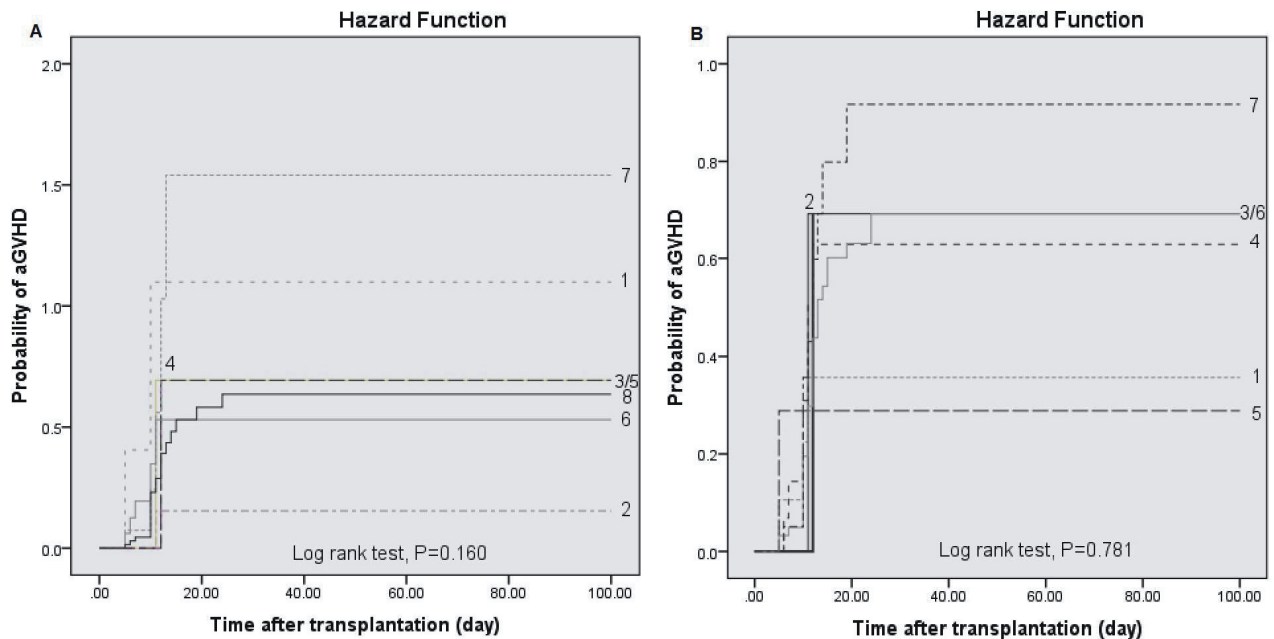 A
Hazard Function
Probability of aGVHD
2.0
1.5
1.0
0.5
0.0
7
1
4
3/5
8
6
2
Log rank test, P=0.160
.00 20.00 40.00 60.00 80.00 100.00
Time after transplantation (day)
B
Hazard Function
Probability of aGVHD
1.0
0.8
0.6
0.4
0.2
0.0
7
2
3/6
4
1
5
Log rank test, P=0.781
.00 20.00 40.00 60.00 80.00 100.00
Time after transplantation (day)